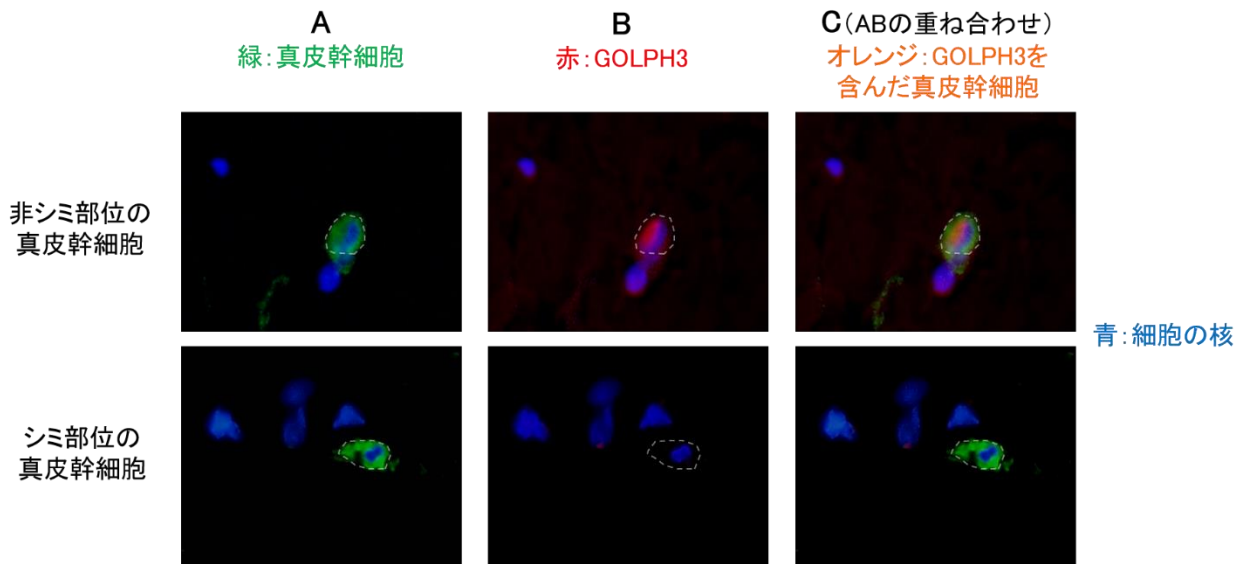 A
緑：真皮幹細胞
B
赤：GOLPH3
C（ABの重ね合わせ）
オレンジ：GOLPH3を
含んだ真皮幹細胞
非シミ部位の
真皮幹細胞
青：細胞の核
シミ部位の
真皮幹細胞